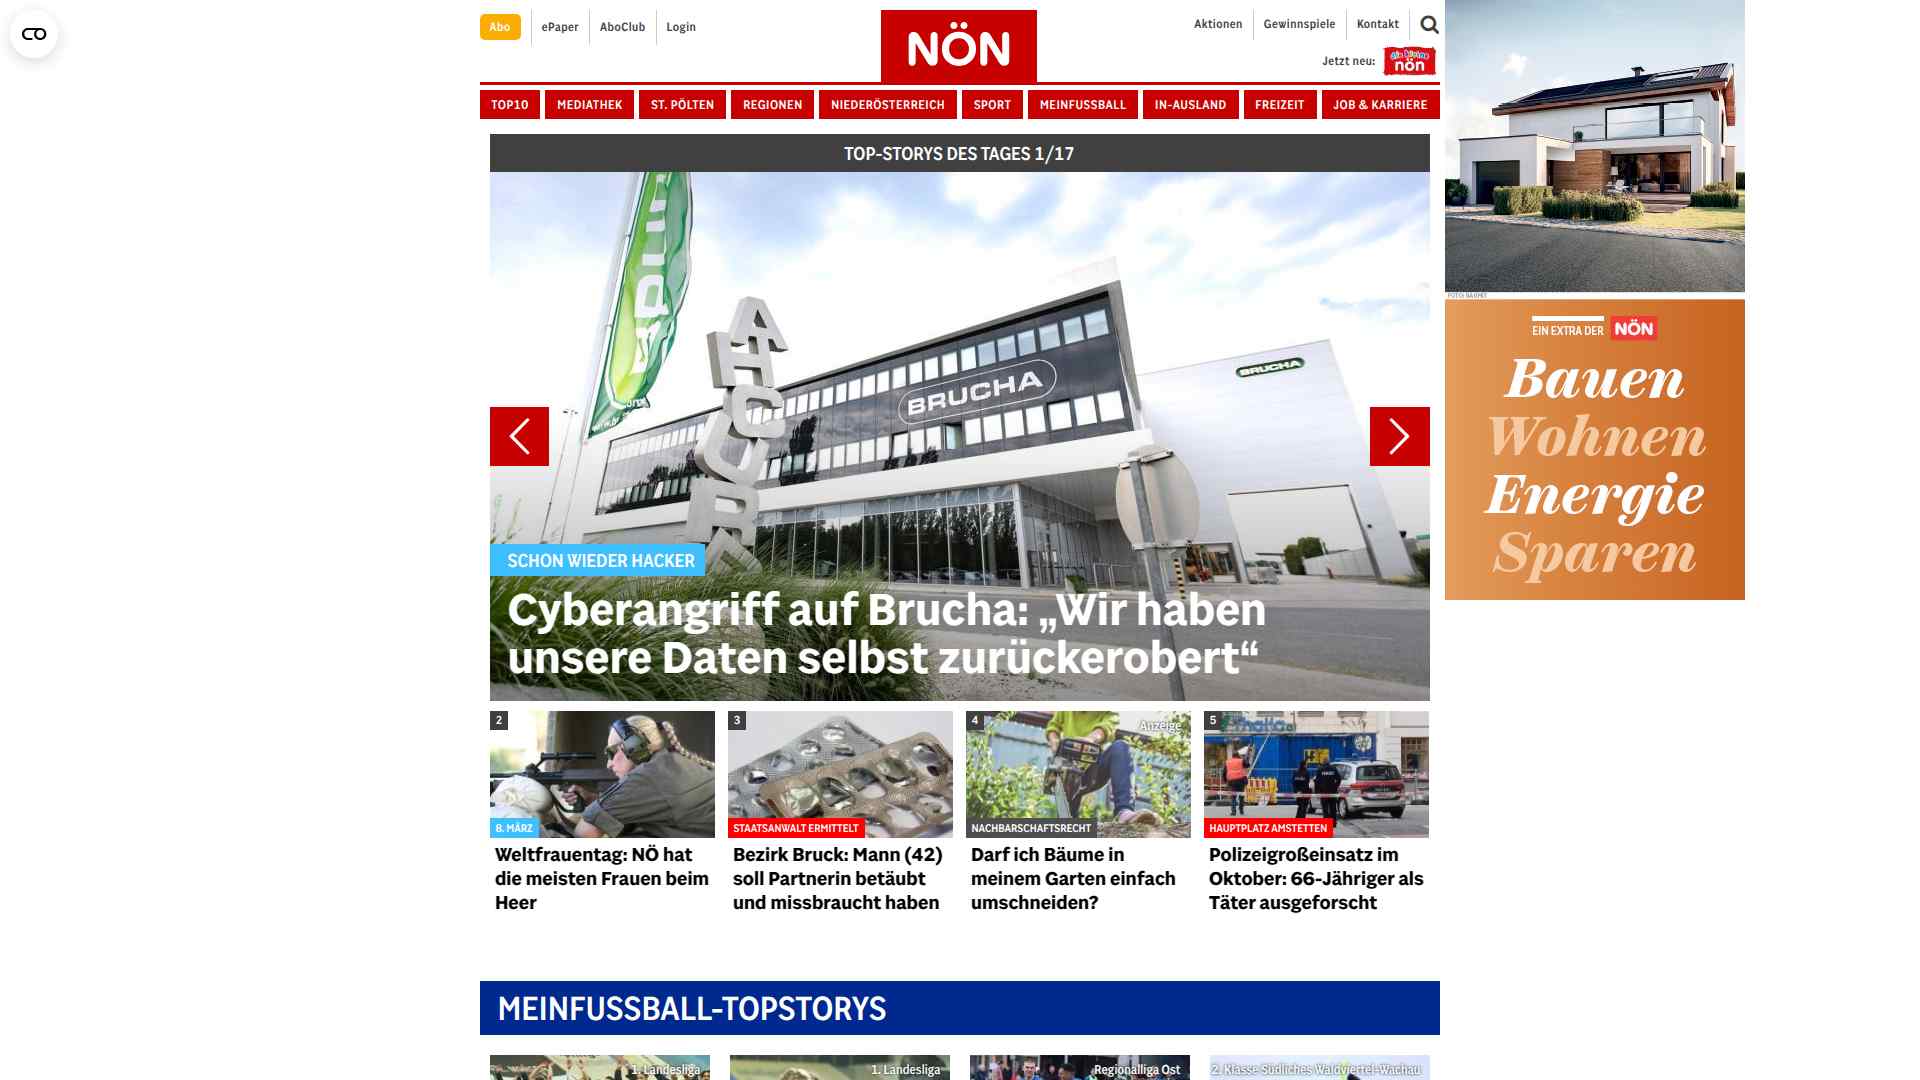 Abo
ePaper
AboClub
Login
NÖN
Aktionen
Gewinnspiele
Kontakt
Jetzt neu:
die kleine
nön
TOP10
MEDIATHEK
ST. PÖLTEN
REGIONEN
NIEDERÖSTERREICH
SPORT
MEINFUSSBALL
IN-AUSLAND
FREIZEIT
JOB & KARRIERE
TOP-STORYS DES TAGES 1/17
BRUCHA
BRUCHA
BRUCHA
SCHON WIEDER HACKER
Cyberangriff auf Brucha: „Wir haben
unsere Daten selbst zurückerobert“
2
8. MÄRZ
Weltfrauentag: NÖ hat
die meisten Frauen beim
Heer
3
STAATSANWALT ERMITTELT
Bezirk Bruck: Mann (42)
soll Partnerin betäubt
und missbraucht haben
4
Anzeige
NACHBARSCHAFTSRECHT
Darf ich Bäume in
meinem Garten einfach
umschneiden?
5
HAUPTPLATZ AMSTETTEN
Polizeigroßeinsatz im
Oktober: 66-Jähriger als
Täter ausgeforscht
MEINFUSSBALL-TOPSTORYS
1. Landesliga
1. Landesliga
Regionalliga Ost
2. Klasse Südliches Waldviertel-Wachau
EIN EXTRA DER NÖN
Bauen
Wohnen
Energie
Sparen